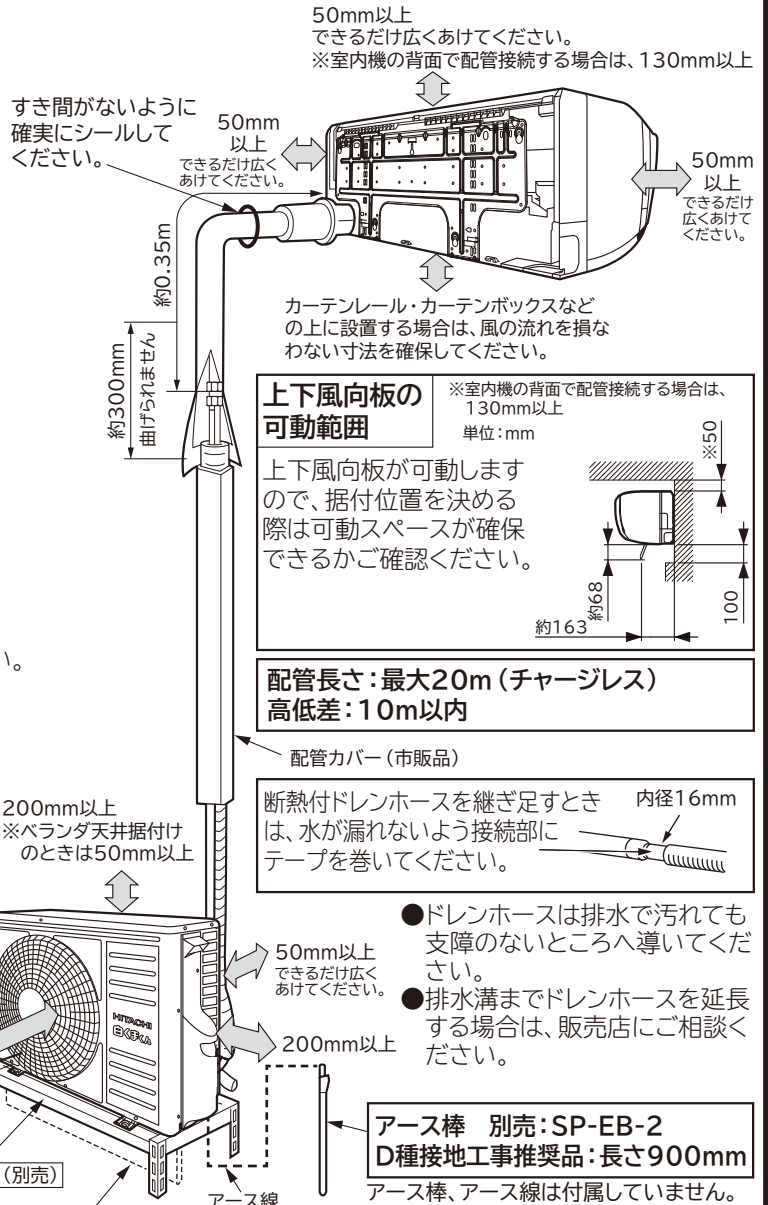 50mm以上
できるだけ広くあけてください。
※室内機の背面で配管接続する場合は、130mm以上
すき間がないように
確実にシールして
ください。
50mm
以上
できるだけ広く
あけてください。
50mm
以上
できるだけ
広くあけて
ください。
約0.35m
約300mm
曲げられません
カーテンレール・カーテンボックスなど
の上に設置する場合は、風の流れを損な
わない寸法を確保してください。
上下風向板の
可動範囲
※室内機の背面で配管接続する場合は、
130mm以上
単位：mm
上下風向板が可動します
ので、据付位置を決める
際は可動スペースが確保
できるかご確認ください。
※50
約68
100
約163
い。
配管長さ：最大20m（チャージレス）
高低差：10m以内
配管カバー（市販品）
断熱付ドレンホースを継ぎ足すとき
は、水が漏れないよう接続部に
テープを巻いてください。
内径16mm
200mm以上
※ベランダ天井据付け
のときは50mm以上
●ドレンホースは排水で汚れても
支障のないところへ導いてくだ
さい。
●排水溝までドレンホースを延長
する場合は、販売店にご相談く
ださい。
50mm以上
できるだけ広く
あけてください。
200mm以上
HITACHI
白くまくん
アース棒　別売：SP-EB-2
D種接地工事推奨品：長さ900mm
アース棒、アース線は付属していません。
（別売）
アース線